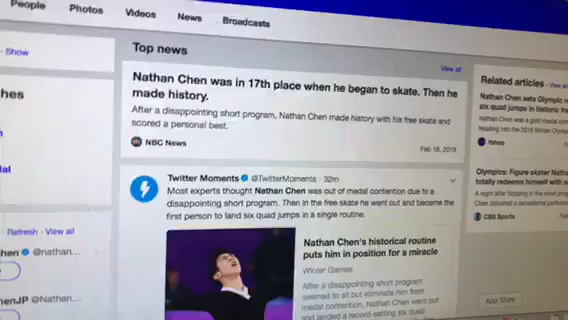 People Photos Videos News Broadcasts
Show
Top news
View all
Nathan Chen was in 17th place when he began to skate. Then he
made history.
After a disappointing short program, Nathan Chen made history with his free skate and
scored a personal best.
NBC News
Feb 16, 2018
Twitter Moments @TwitterMoments · 32m
Most experts thought Nathan Chen was out of medal contention due to a
disappointing short program. Then in the free skate he went out and became the
first person to land six quad jumps in a single routine.
Nathan Chen's historical routine
puts him in position for a miracle
Winter Games
After a disappointing short program
seemed to all but eliminate him from
medal contention, Nathan Chen went out
and landed a record-setting six quad
Refresh · View all
@nathan...
@Nathan...
Related articles · View all
Nathan Chen sets Olympic
six quad jumps in historic
Nathan Chen was a gold medal
heading into the 2018 Winter
Yahoo
Olympics: Figure skater
totally redeems himself with
A night after flopping in the short
Chen delivered a sensational
CBS Sports
App Store